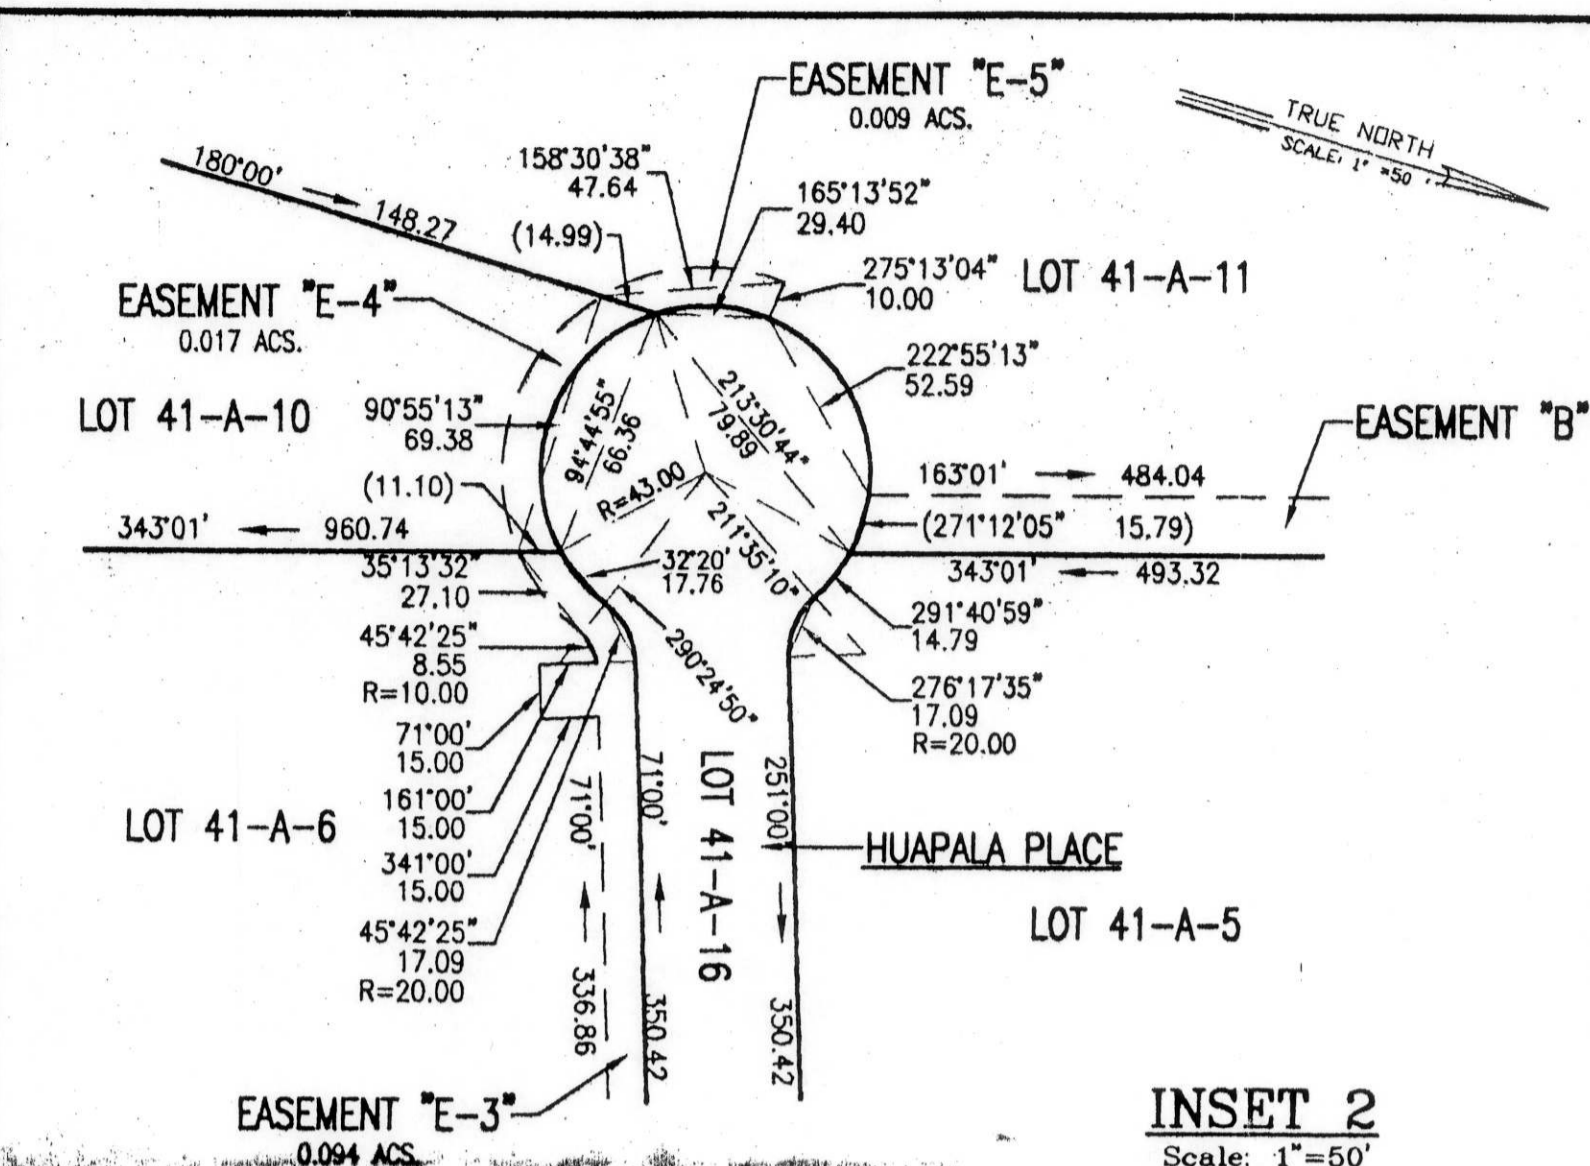 EASEMENT "E-5"
0.009 ACS.
TRUE NORTH
SCALE: 1" =50 '
180°00'
148.27
158°30'38"
47.64
(14.99)
165°13'52"
29.40
275°13'04"
10.00
LOT 41-A-11
EASEMENT "E-4"
0.017 ACS.
LOT 41-A-10
90°55'13"
69.38
94°44'55"
66.36
213°30'44"
79.89
222°55'13"
52.59
EASEMENT "B"
(11.10)
R=43.00
211°35'10"
163°01'
484.04
343°01'
960.74
(271°12'05" 15.79)
343°01'
493.32
35°13'32"
27.10
32°20'
17.76
291°40'59"
14.79
45°42'25"
8.55
R=10.00
290°24'50"
276°17'35"
17.09
R=20.00
71°00'
15.00
161°00'
15.00
341°00'
15.00
45°42'25"
17.09
R=20.00
LOT 41-A-6
71°00'
336.86
71°00'
350.42
LOT 41-A-16
251°00'
350.42
HUAPALA PLACE
LOT 41-A-5
EASEMENT "E-3"
0.094 ACS.
INSET 2
Scale: 1"=50'